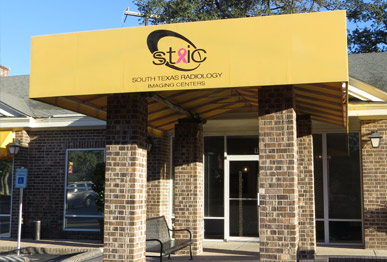 stric
SOUTH TEXAS RADIOLOGY
IMAGING CENTERS